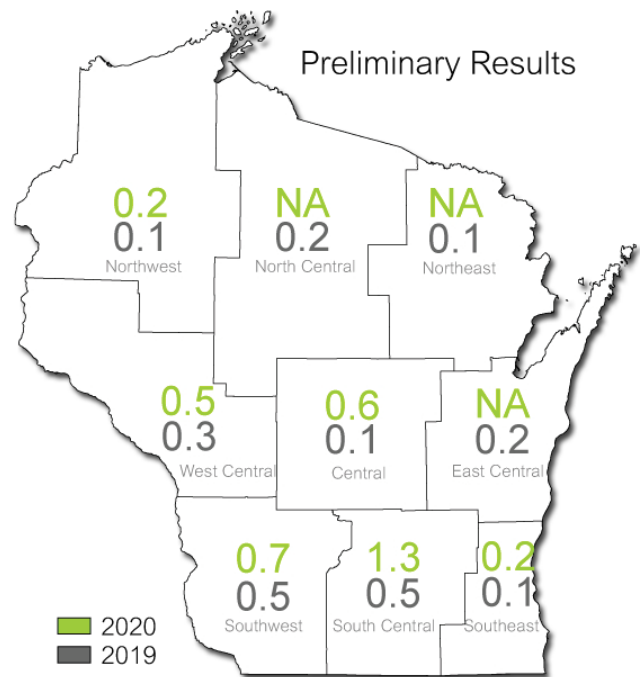 Preliminary Results
0.2
0.1
Northwest
NA
0.2
North Central
NA
0.1
Northeast
0.5
0.3
West Central
0.6
0.1
Central
NA
0.2
East Central
0.7
0.5
Southwest
1.3
0.5
South Central
0.2
0.1
Southeast
2020
2019